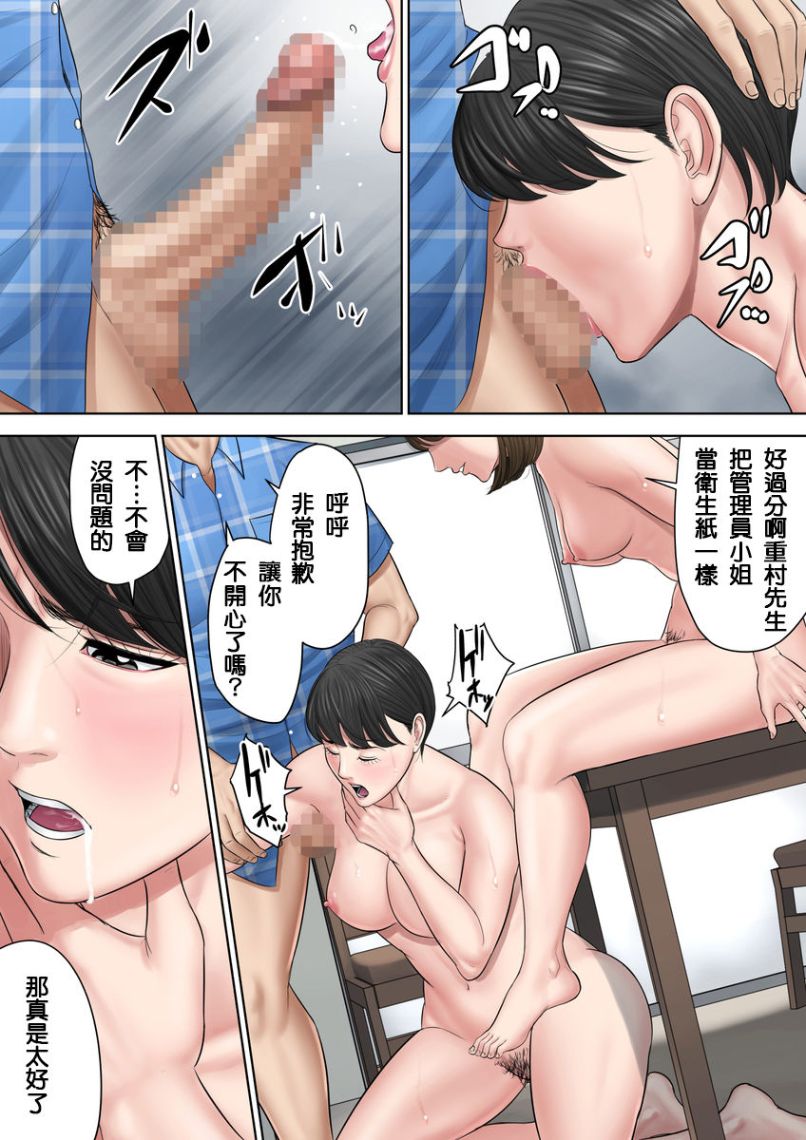 ズ
ボッ
ゴプ
ゴプ
好過分啊重村先生
把管理員小姐
當衛生紙一樣
呼呼
非常抱歉
讓你
不開心了嗎？
ゲホッ
ゲホッ
不…不會
沒問題的
那真是太好了